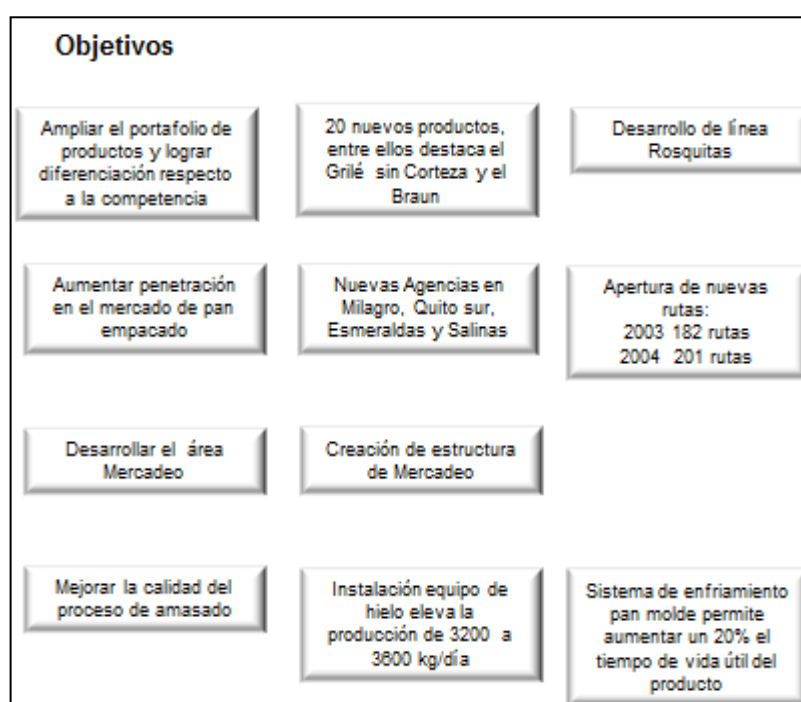 Objetivos
Ampliar el portafolio de
productos y lograr
diferenciación respecto
a la competencia
20 nuevos productos,
entre ellos destaca el
Grilé sin Corteza y el
Braun
Desarrollo de línea
Rosquitas
Aumentar penetración
en el mercado de pan
empacado
Nuevas Agencias en
Milagro, Quito sur,
Esmeraldas y Salinas
Apertura de nuevas
rutas:
2003 182 rutas
2004 201 rutas
Desarrollar el área
Mercadeo
Creación de estructura
de Mercadeo
Mejorar la calidad del
proceso de amasado
Instalación equipo de
hielo eleva la
producción de 3200 a
3600 kg/día
Sistema de enfriamiento
pan molde permite
aumentar un 20% el
tiempo de vida útil del
producto